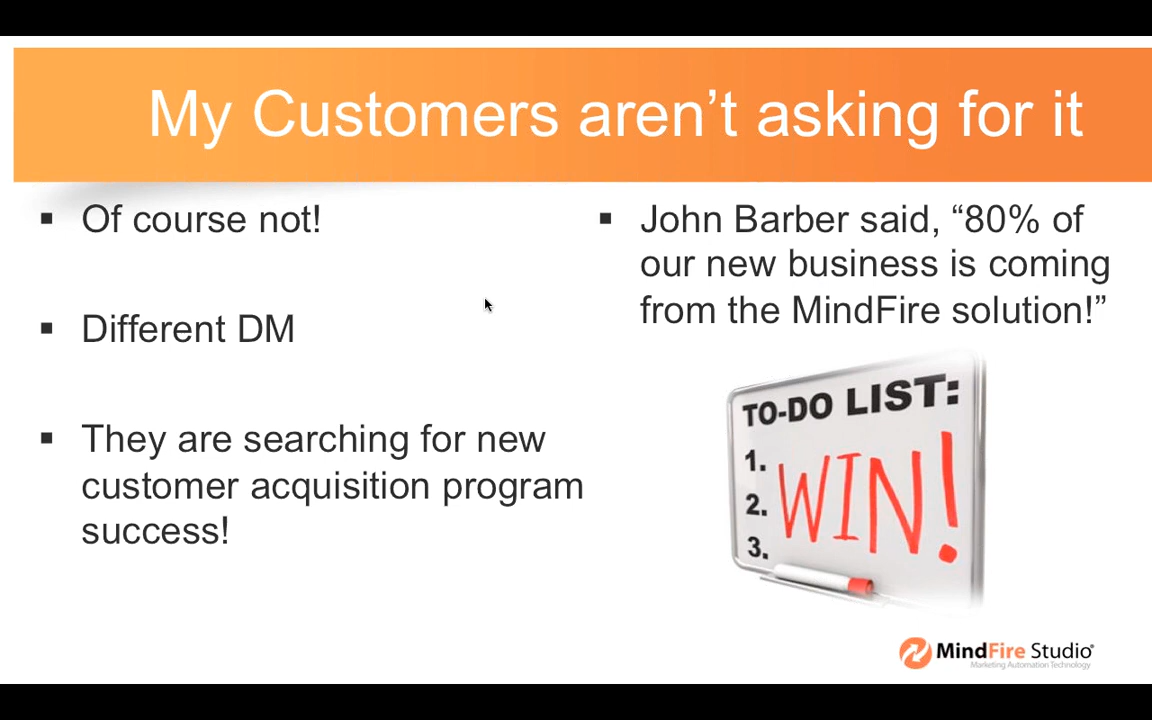 My Customers aren’t asking for it
▪ Of course not!
▪ Different DM
▪ They are searching for new
customer acquisition program
success!
▪ John Barber said, “80% of
our new business is coming
from the MindFire solution!”
TO-DO LIST:
1.
2.
3.
WIN!
MindFire Studio®
Marketing Automation Technology